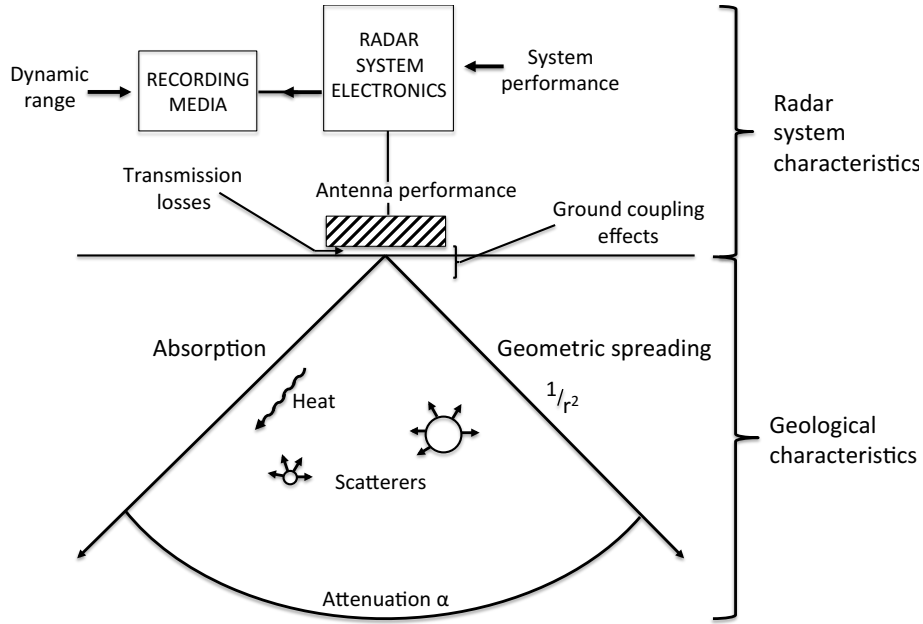 RADAR
SYSTEM
ELECTRONICS
System
performance
Dynamic
range
RECORDING
MEDIA
Radar
system
characteristics
Transmission
losses
Antenna performance
Ground coupling
effects
Absorption
Geometric spreading
1/r²
Heat
Scatterers
Geological
characteristics
Attenuation α